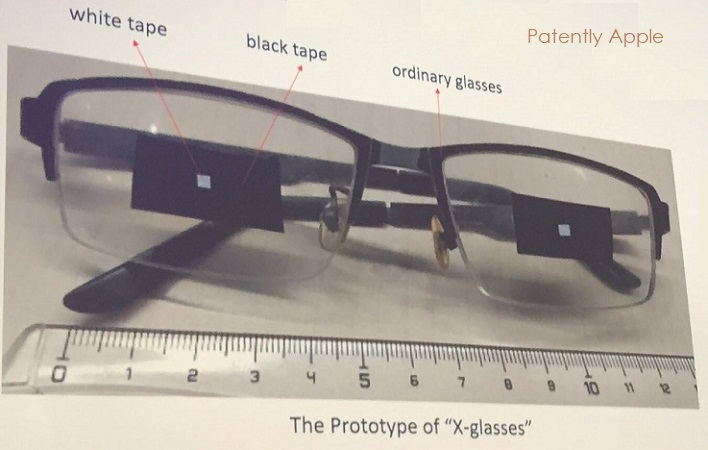 Patently Apple
white tape
black tape
ordinary glasses
0 1 2 3 4 5 6 7 8 9 10 11 12
The Prototype of “X-glasses”